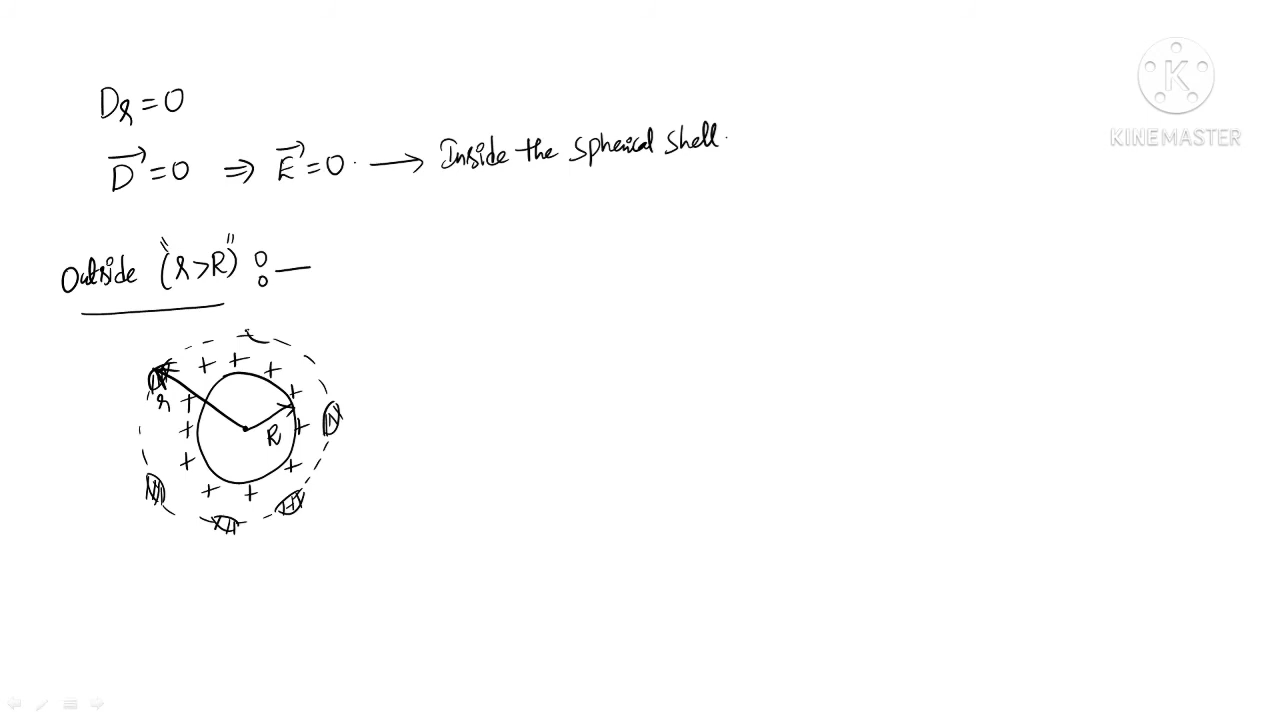 Dr = 0
D = 0 ⇒ E = 0. → Inside the spherical shell.
Outside "(r>R)" :—
r
R
K
KINEMASTER